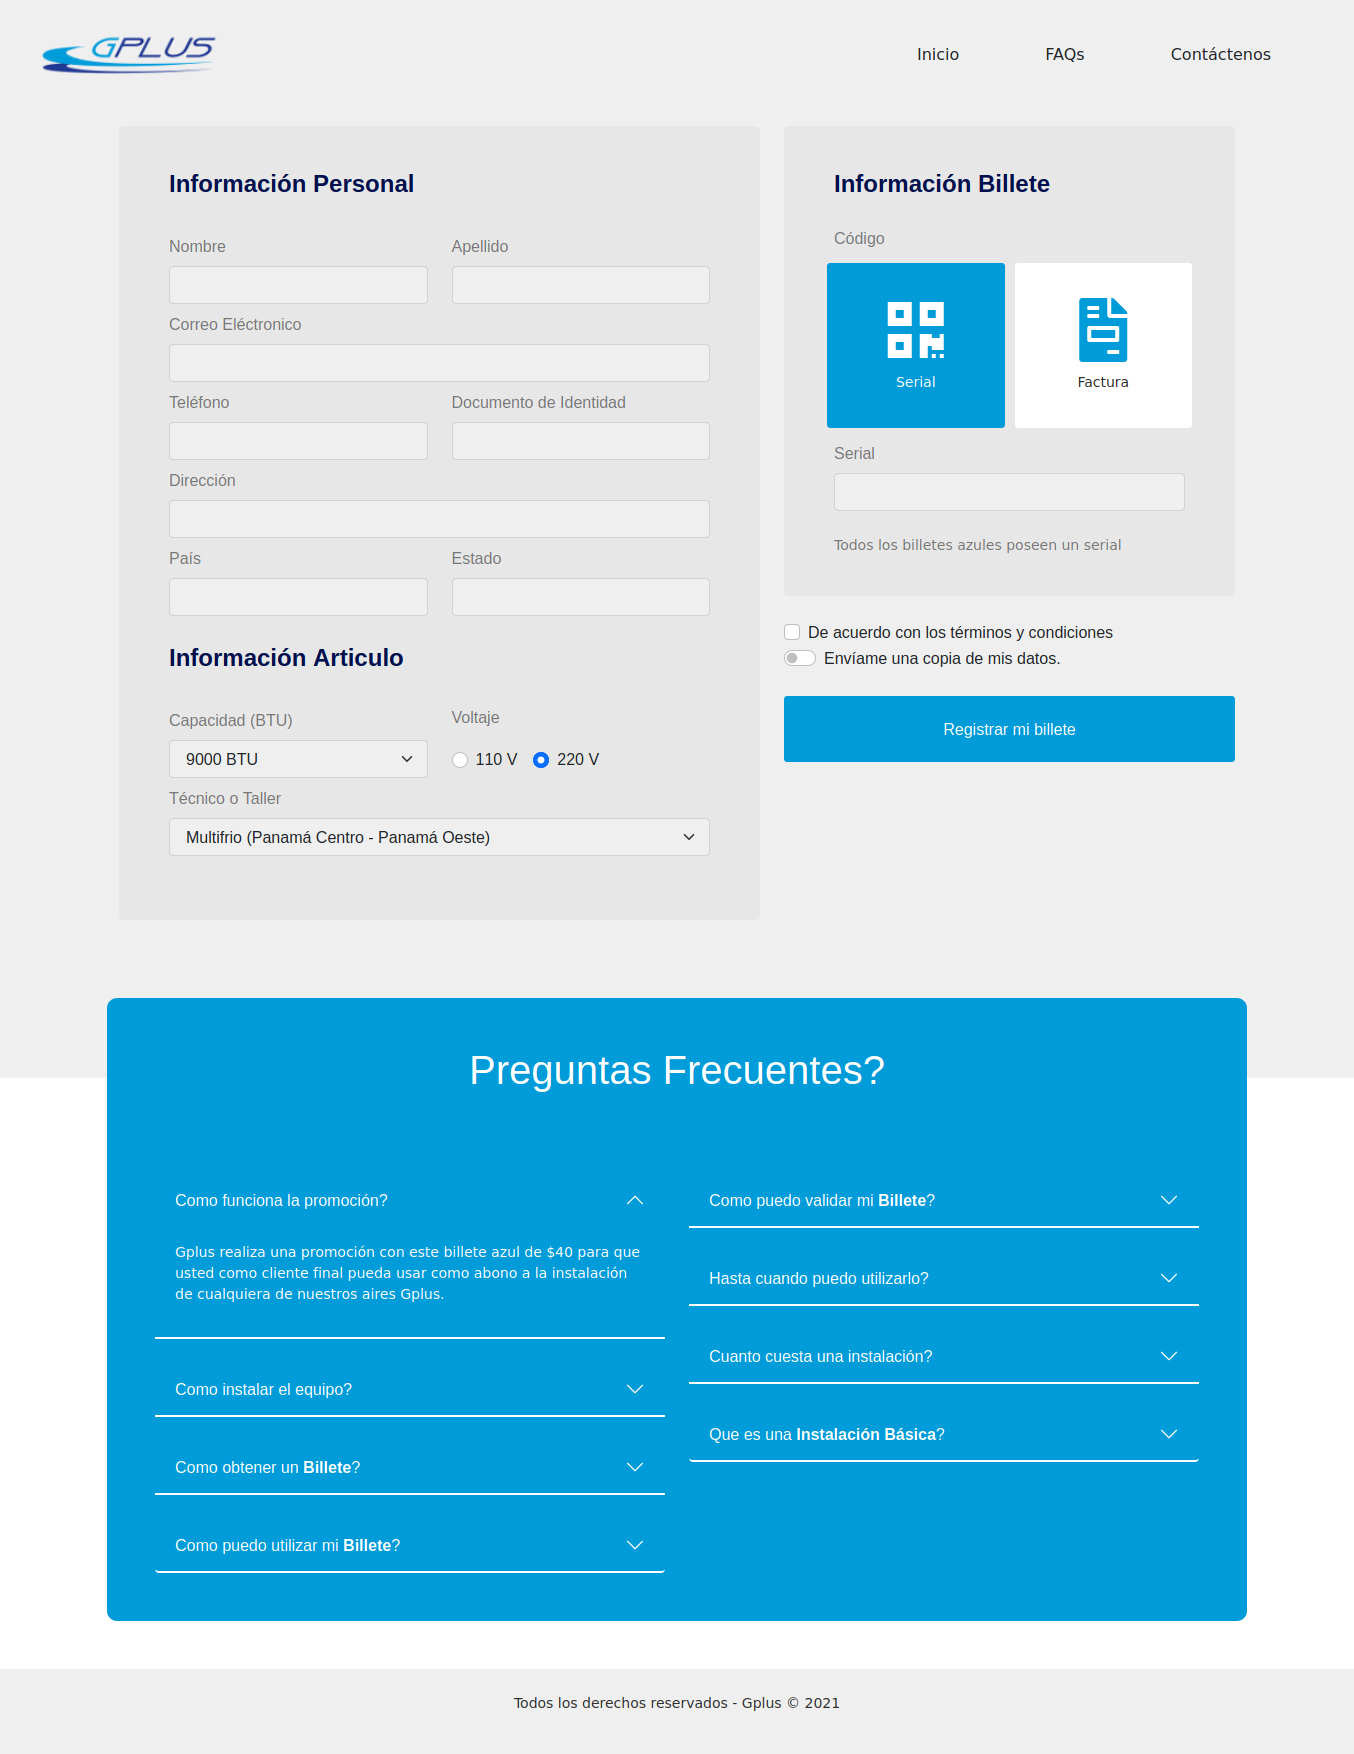 GPLUS
Inicio
FAQs
Contáctenos
Información Personal
Nombre
Apellido
Correo Eléctronico
Teléfono
Documento de Identidad
Dirección
País
Estado
Información Articulo
Capacidad (BTU)
Voltaje
9000 BTU
110 V
220 V
Técnico o Taller
Multifrio (Panamá Centro - Panamá Oeste)
Información Billete
Código
Serial
Factura
Serial
Todos los billetes azules poseen un serial
De acuerdo con los términos y condiciones
Envíame una copia de mis datos.
Registrar mi billete
Preguntas Frecuentes?
Como funciona la promoción?
Gplus realiza una promoción con este billete azul de $40 para que
usted como cliente final pueda usar como abono a la instalación
de cualquiera de nuestros aires Gplus.
Como instalar el equipo?
Como obtener un Billete?
Como puedo utilizar mi Billete?
Como puedo validar mi Billete?
Hasta cuando puedo utilizarlo?
Cuanto cuesta una instalación?
Que es una Instalación Básica?
Todos los derechos reservados - Gplus © 2021